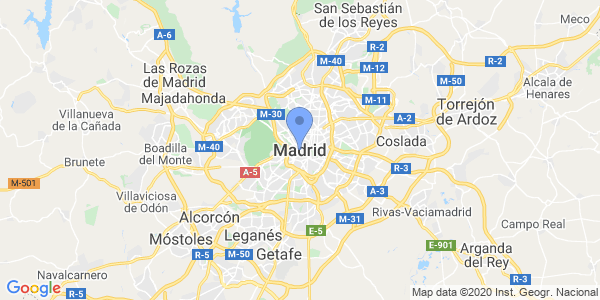 San Sebastián
de los Reyes
Meco
A-6
R-2
M-40
M-12
R-2
M-50
Las Rozas
de Madrid
Majadahonda
Alcala de
Henares
M-11
Torrejón
de Ardoz
Villanueva
de la Cañada
M-30
A-2
Coslada
Madrid
Boadilla
del Monte
M-40
Brunete
A-5
R-3
M-501
Villaviciosa
de Odón
A-3
Alcorcón
M-31
Rivas-Vaciamadrid
Campo Real
Móstoles
Leganés
E-5
E-901
Arganda
del Rey
R-5
M-50
Getafe
Navalcarnero
R-5
R-3
Google
Map data ©2020 Inst. Geogr. Nacional